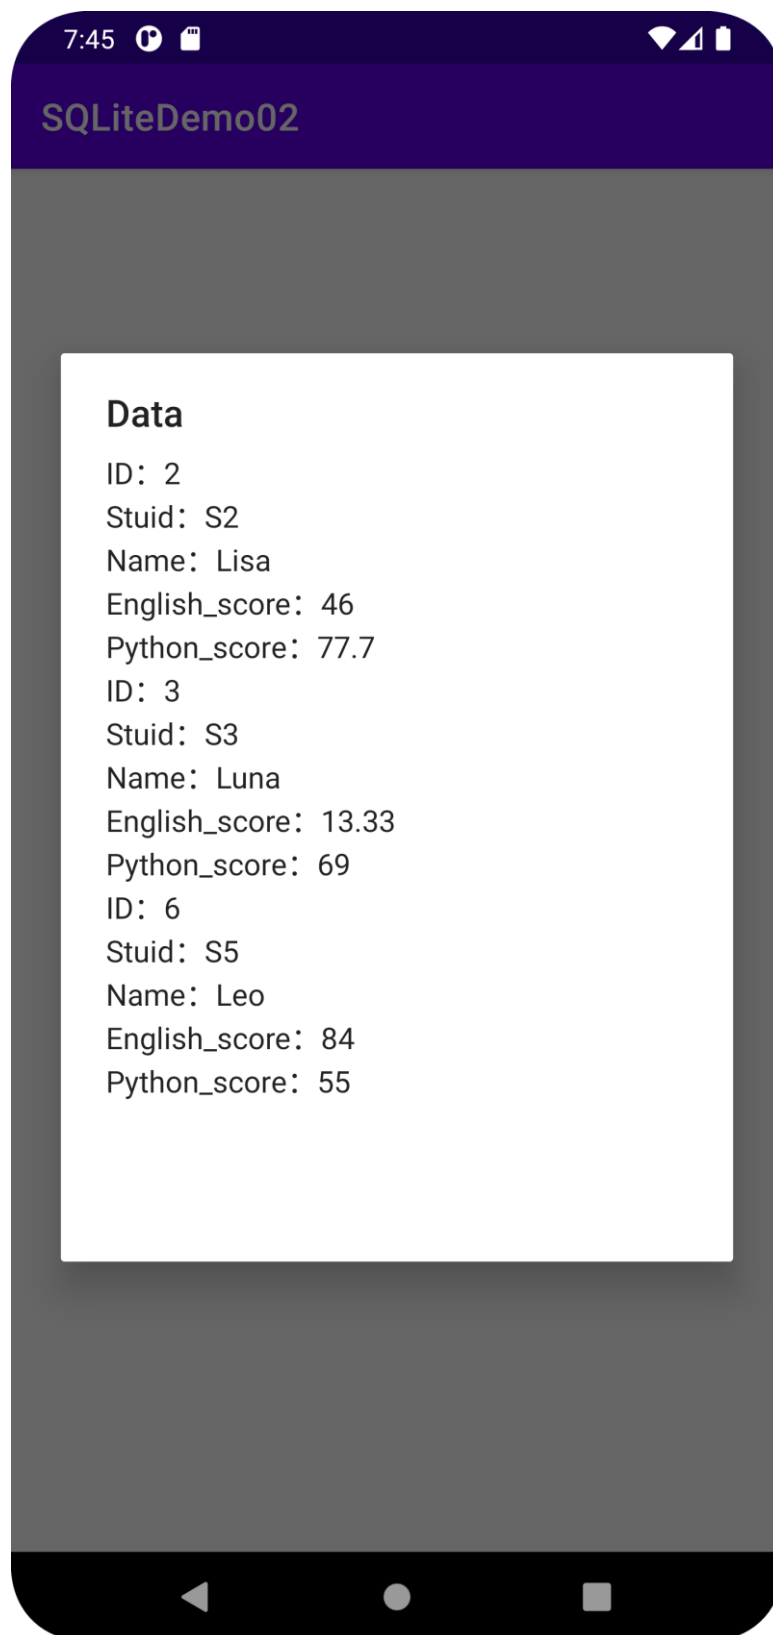 7:45
SQLiteDemo02
Data
ID：2
Stuid：S2
Name：Lisa
English_score：46
Python_score：77.7
ID：3
Stuid：S3
Name：Luna
English_score：13.33
Python_score：69
ID：6
Stuid：S5
Name：Leo
English_score：84
Python_score：55